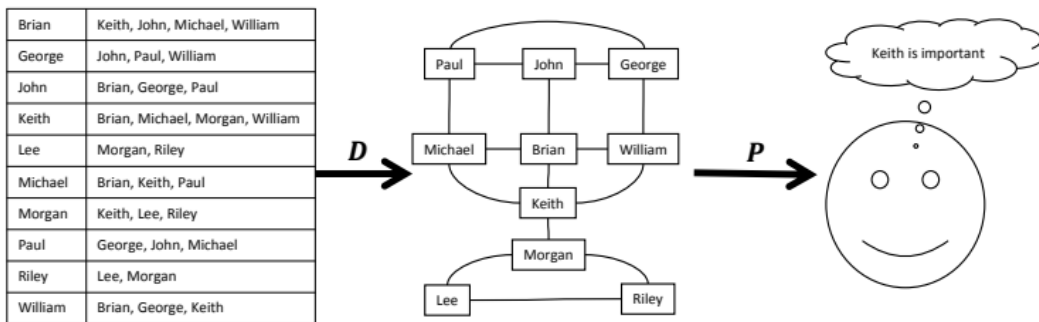 Brian Keith, John, Michael, William
George John, Paul, William
John Brian, George, Paul
Keith Brian, Michael, Morgan, William
Lee Morgan, Riley
Michael Brian, Keith, Paul
Morgan Keith, Lee, Riley
Paul George, John, Michael
Riley Lee, Morgan
William Brian, George, Keith
D
Paul John George
Michael Brian William
Keith
Morgan
Lee Riley
P
Keith is important